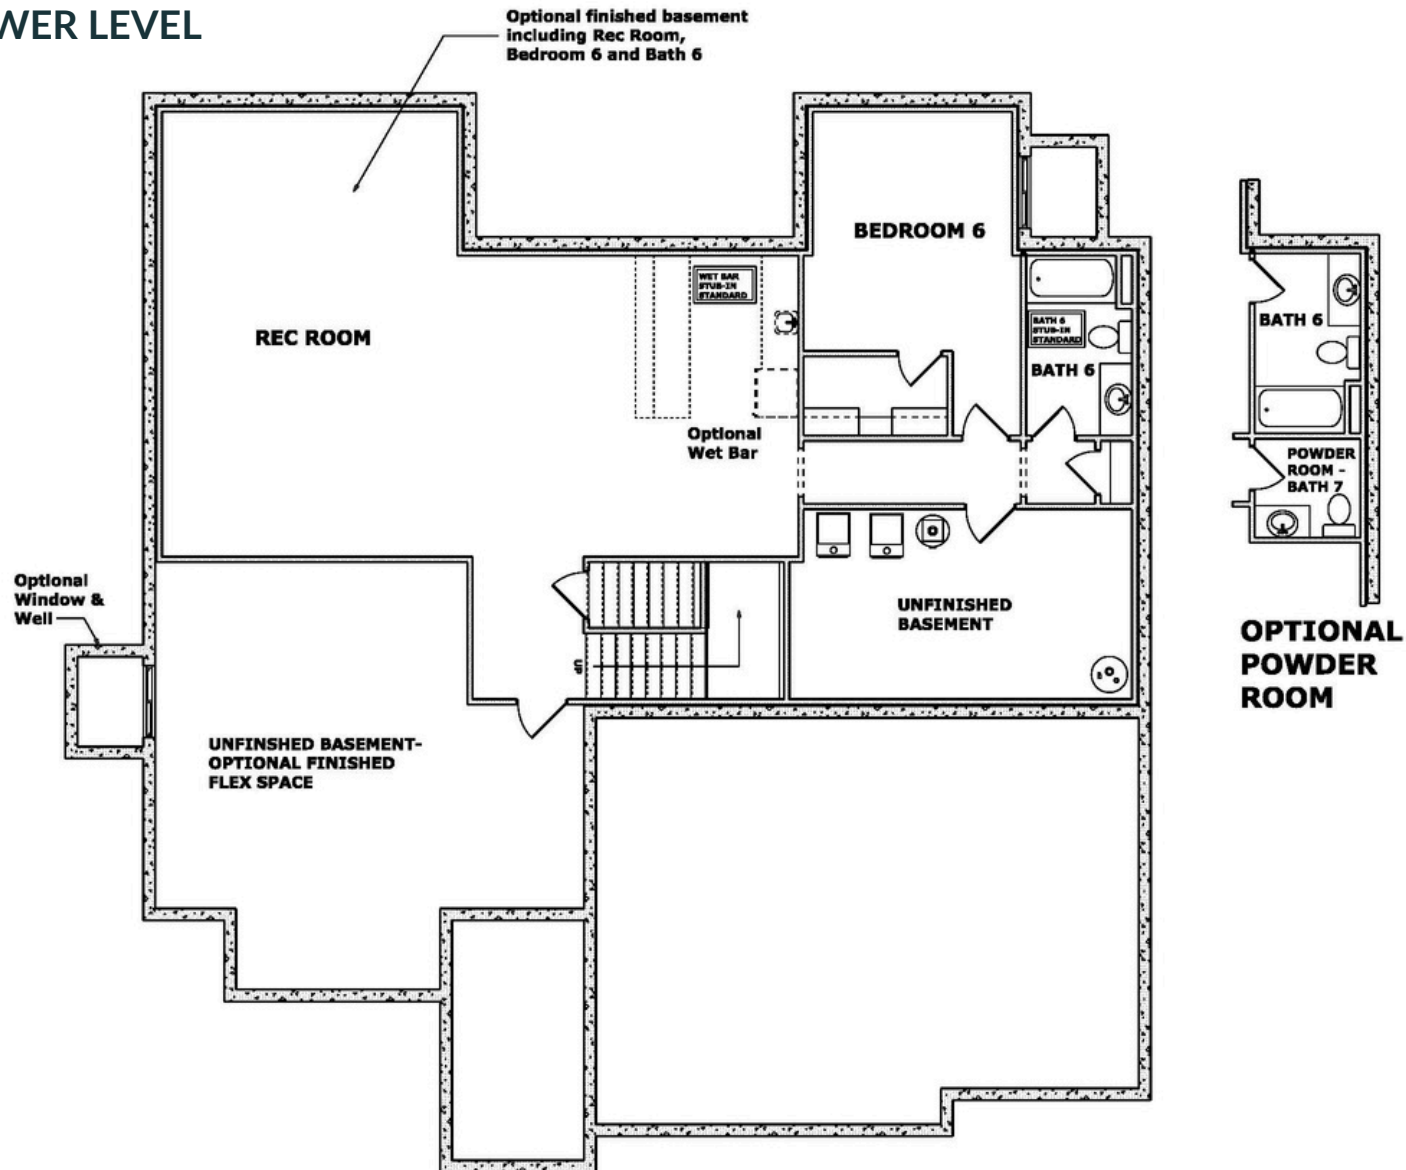 WER LEVEL
Optional finished basement
including Rec Room,
Bedroom 6 and Bath 6
BEDROOM 6
WET BAR
STUB-IN
STANDARD
REC ROOM
BATH 6
STUB-IN
STANDARD
BATH 6
Optional
Wet Bar
BATH 6
POWDER
ROOM -
BATH 7
OPTIONAL
POWDER
ROOM
Optional
Window &
Well
UNFINISHED
BASEMENT
UP
UNFINSHED BASEMENT-
OPTIONAL FINISHED
FLEX SPACE